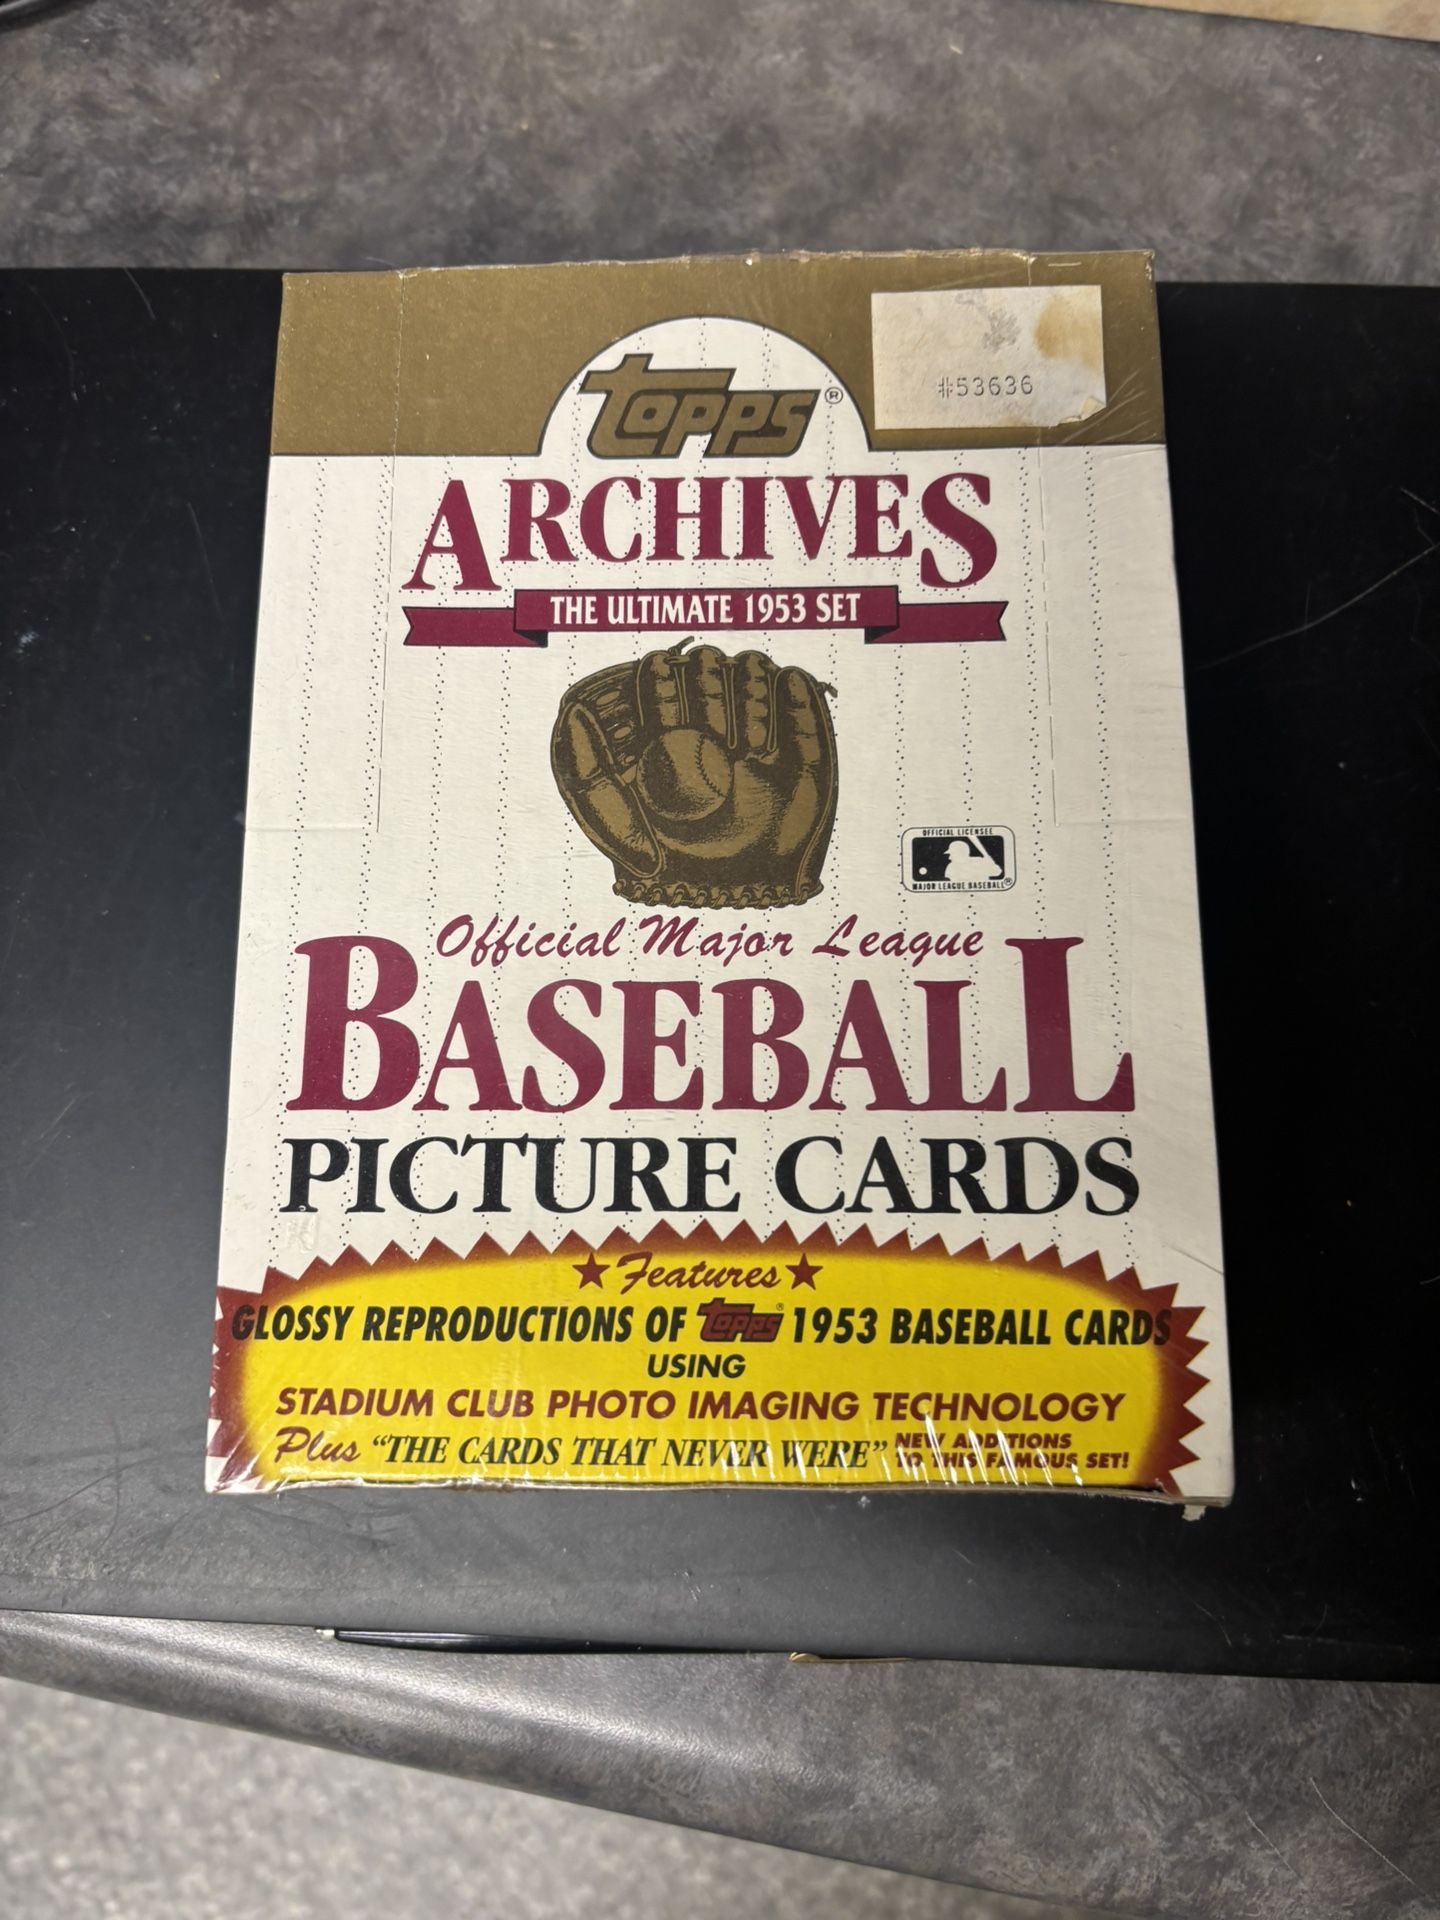 Topps®
#53636
ARCHIVES
THE ULTIMATE 1953 SET
OFFICIAL LICENSEE
MAJOR LEAGUE BASEBALL®
Official Major League
BASEBALL
PICTURE CARDS
★ Features ★
GLOSSY REPRODUCTIONS OF Topps® 1953 BASEBALL CARDS
USING
STADIUM CLUB PHOTO IMAGING TECHNOLOGY
Plus "THE CARDS THAT NEVER WERE" NEW ADDITIONS
TO THIS FAMOUS SET!